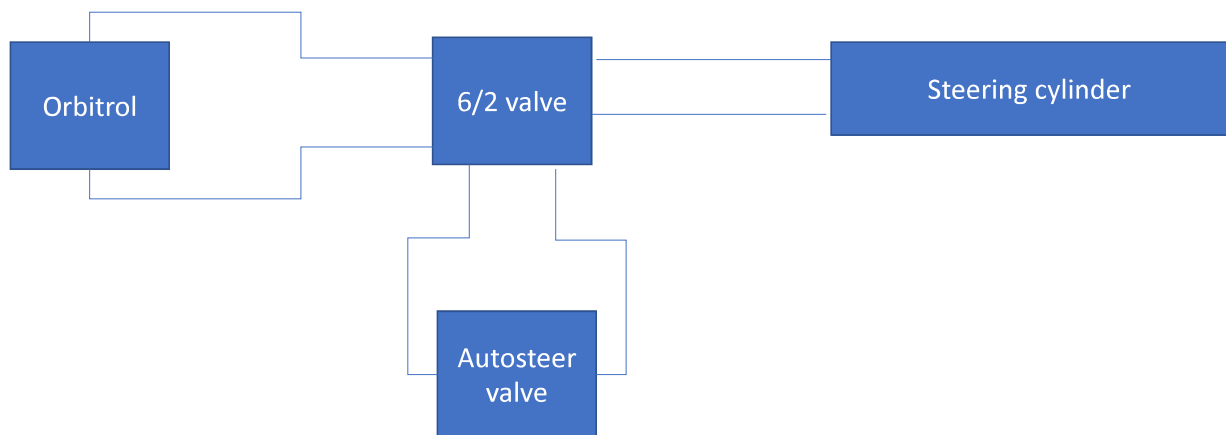 Orbitrol
6/2 valve
Steering cylinder
Autosteer
valve